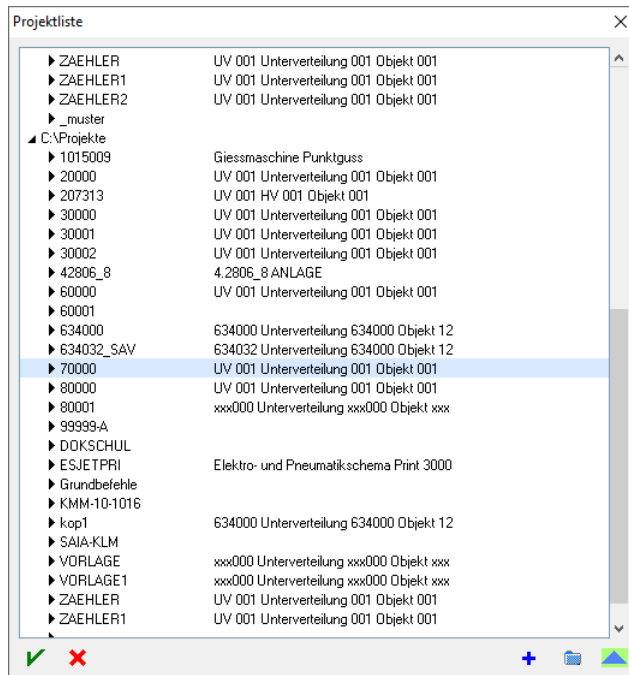 Projektliste
ZAEHLER UV 001 Unterverteilung 001 Objekt 001
ZAEHLER1 UV 001 Unterverteilung 001 Objekt 001
ZAEHLER2 UV 001 Unterverteilung 001 Objekt 001
_muster
C:\Projekte
1015009 Giessmaschine Punktguss
20000 UV 001 Unterverteilung 001 Objekt 001
207313 UV 001 HV 001 Objekt 001
30000 UV 001 Unterverteilung 001 Objekt 001
30001 UV 001 Unterverteilung 001 Objekt 001
30002 UV 001 Unterverteilung 001 Objekt 001
42806_8 4.2806_8 ANLAGE
60000 UV 001 Unterverteilung 001 Objekt 001
60001
634000 634000 Unterverteilung 634000 Objekt 12
634032_SAV 634032 Unterverteilung 634000 Objekt 12
70000 UV 001 Unterverteilung 001 Objekt 001
80000 UV 001 Unterverteilung 001 Objekt 001
80001 xxx000 Unterverteilung xxx000 Objekt xxx
99999-A
DOKSCHUL
ESJETPRI Elektro- und Pneumatikschema Print 3000
Grundbefehle
KMM-10-1016
kop1 634000 Unterverteilung 634000 Objekt 12
SAIA-KLM
VORLAGE xxx000 Unterverteilung xxx000 Objekt xxx
VORLAGE1 xxx000 Unterverteilung xxx000 Objekt xxx
ZAEHLER UV 001 Unterverteilung 001 Objekt 001
ZAEHLER1 UV 001 Unterverteilung 001 Objekt 001